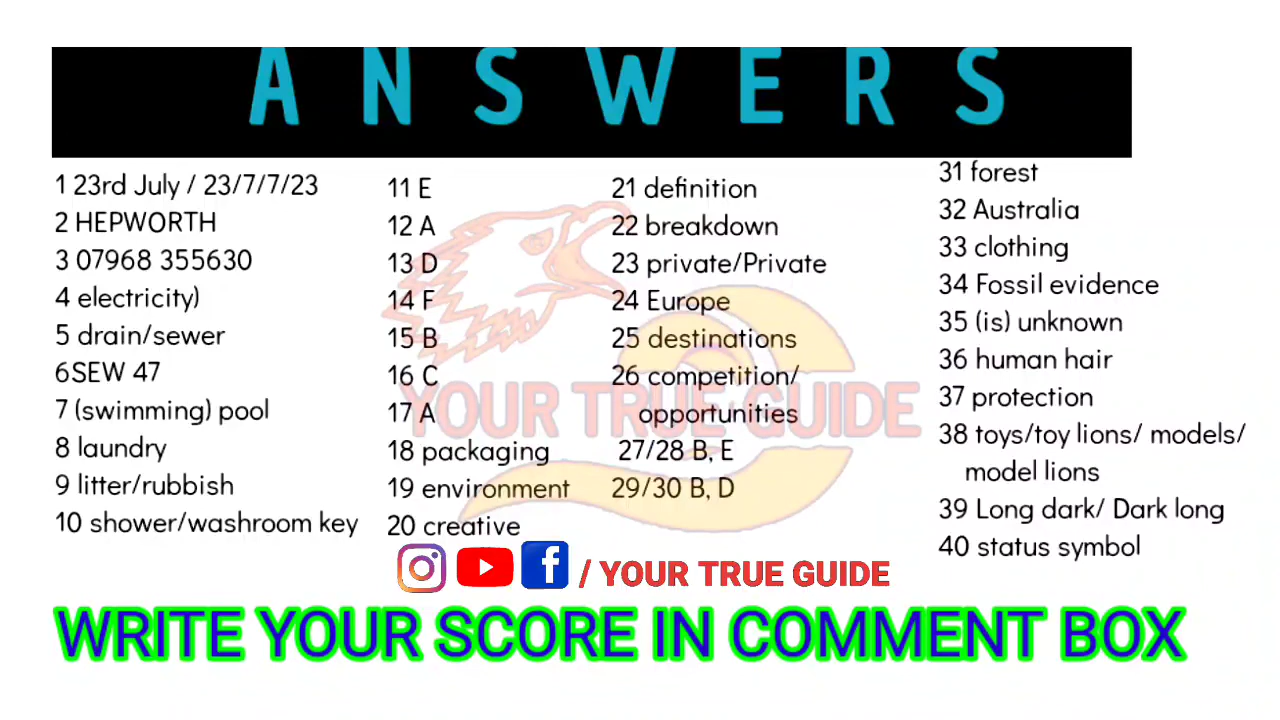 ANSWERS
1 23rd July / 23/7/7/23
2 HEPWORTH
3 07968 355630
4 electricity)
5 drain/sewer
6SEW 47
7 (swimming) pool
8 laundry
9 litter/rubbish
10 shower/washroom key
11 E
12 A
13 D
14 F
15 B
16 C
17 A
18 packaging
19 environment
20 creative
21 definition
22 breakdown
23 private/Private
24 Europe
25 destinations
26 competition/
opportunities
27/28 B, E
29/30 B, D
31 forest
32 Australia
33 clothing
34 Fossil evidence
35 (is) unknown
36 human hair
37 protection
38 toys/toy lions/ models/
model lions
39 Long dark/ Dark long
40 status symbol
YOUR TRUE GUIDE
/ YOUR TRUE GUIDE
WRITE YOUR SCORE IN COMMENT BOX